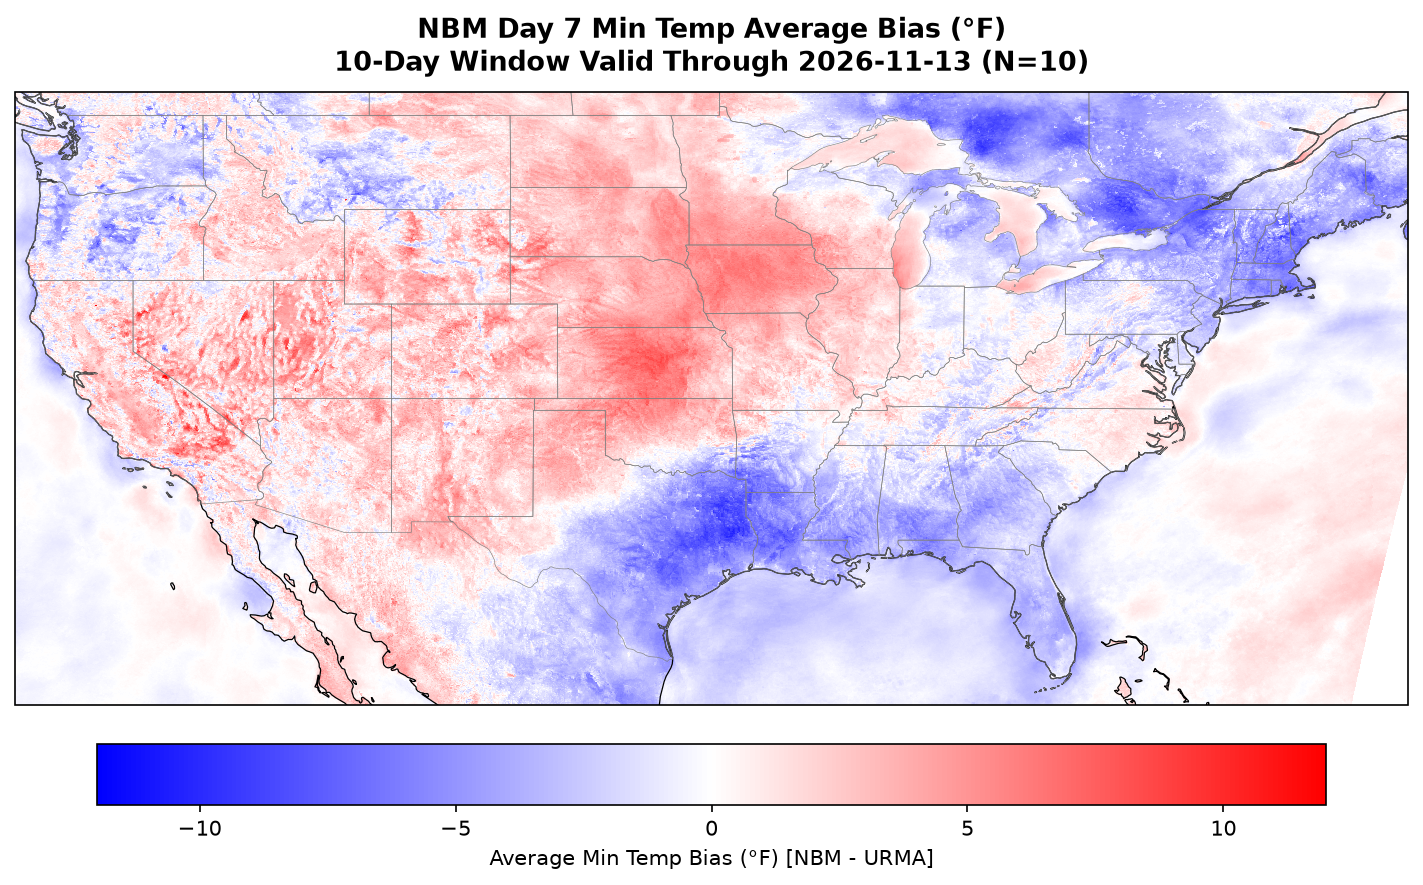 NBM Day 7 Min Temp Average Bias (°F)
10-Day Window Valid Through 2026-11-13 (N=10)
−10 −5 0 5 10
Average Min Temp Bias (°F) [NBM - URMA]